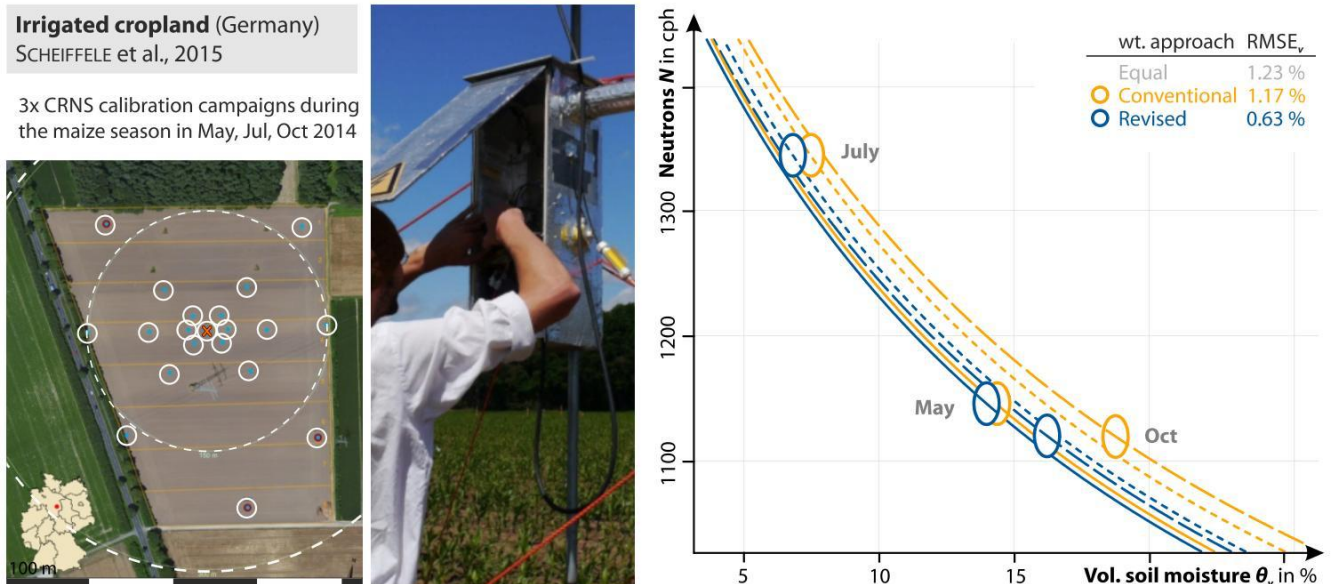 Irrigated cropland (Germany)
SCHEIFFELE et al., 2015
3x CRNS calibration campaigns during
the maize season in May, Jul, Oct 2014
100 m
Neutrons N in cph
1300
1200
1100
wt. approach RMSEᵥ
Equal 1.23 %
Conventional 1.17 %
Revised 0.63 %
July
May
Oct
5 10 15
Vol. soil moisture θᵥ in %